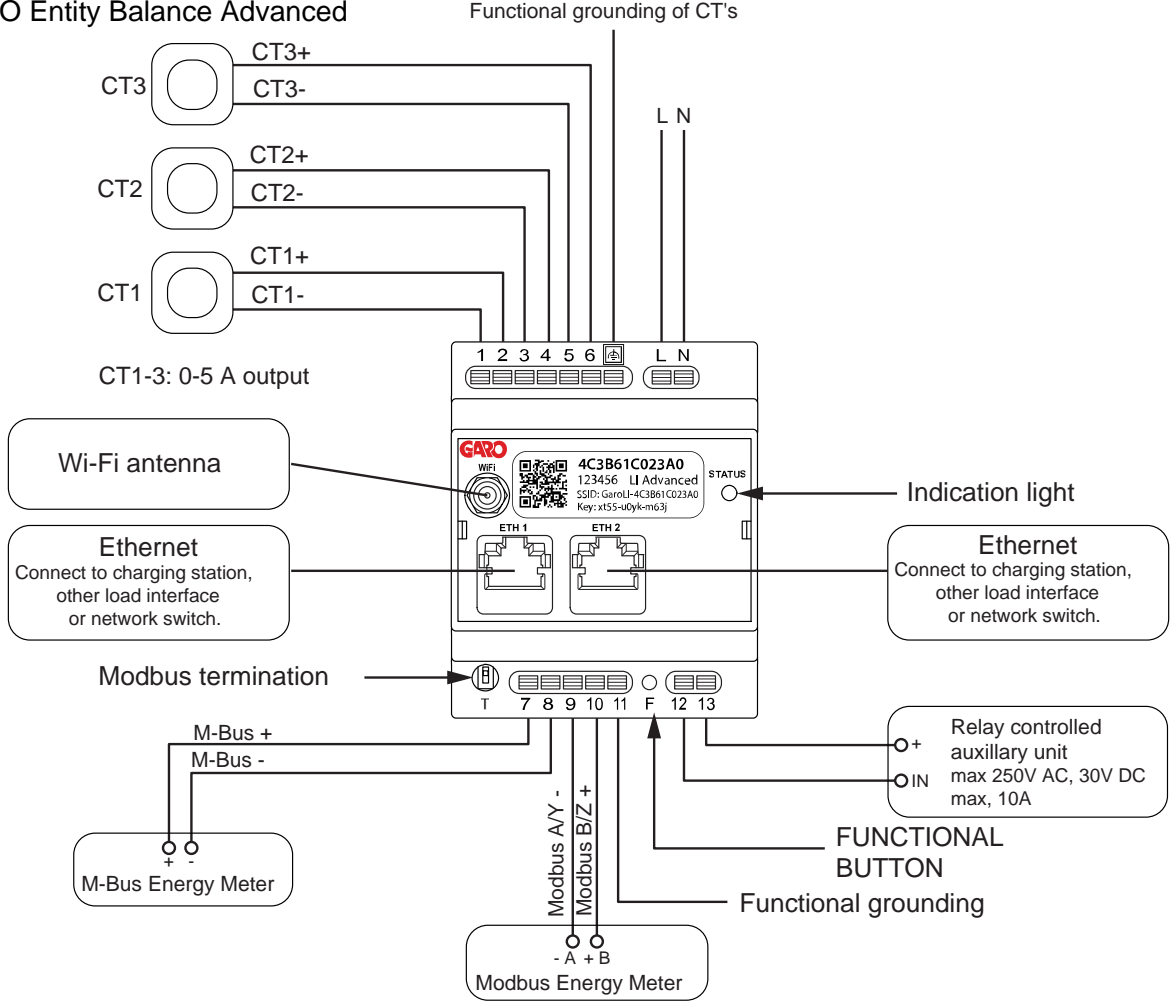 O Entity Balance Advanced
Functional grounding of CT's
CT3+
CT3
CT3-
L N
CT2+
CT2
CT2-
CT1+
CT1
CT1-
1 2 3 4 5 6 L N
CT1-3: 0-5 A output
GARO
WiFi
4C3B61C023A0
123456 LI Advanced
SSID: GaroLI-4C3B61C023A0
Key: xt55-u0yk-m63j
STATUS
Wi-Fi antenna
Indication light
ETH 1
ETH 2
Ethernet
Connect to charging station,
other load interface
or network switch.
Ethernet
Connect to charging station,
other load interface
or network switch.
Modbus termination
T 7 8 9 10 11 F 12 13
M-Bus +
M-Bus -
Relay controlled
auxillary unit
max 250V AC, 30V DC
max, 10A
+
IN
Modbus A/Y -
Modbus B/Z +
FUNCTIONAL
BUTTON
+ -
M-Bus Energy Meter
Functional grounding
- A + B
Modbus Energy Meter